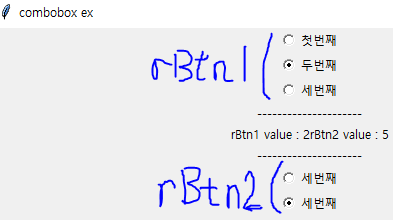 combobox ex
첫번째
rBtn1 두번째
세번째
---------------------
rBtn1 value : 2rBtn2 value : 5
---------------------
rBtn2 세번째
세번째